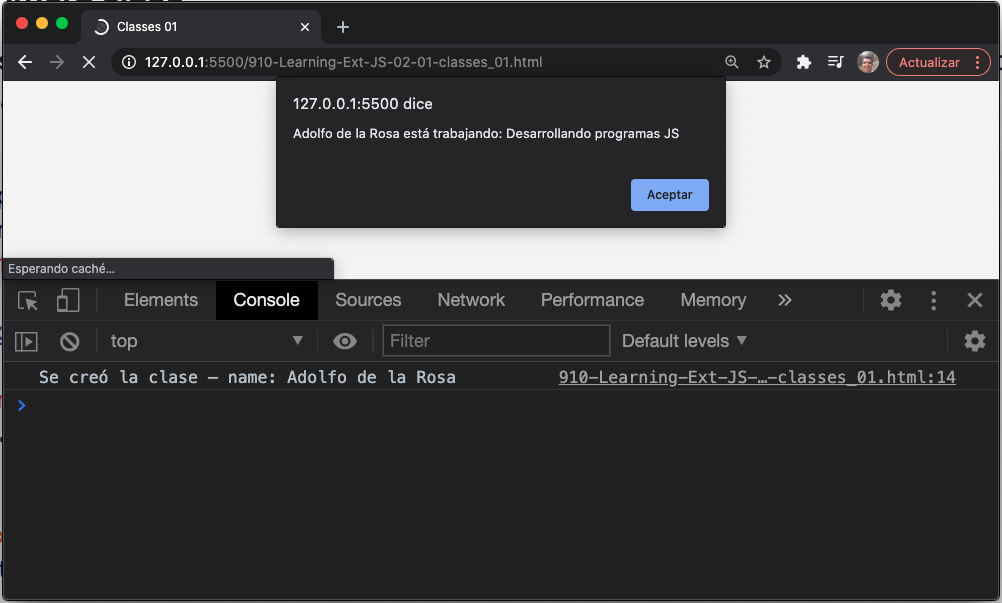 Classes 01
127.0.0.1:5500/910-Learning-Ext-JS-02-01-classes_01.html
Actualizar
127.0.0.1:5500 dice
Adolfo de la Rosa está trabajando: Desarrollando programas JS
Aceptar
Esperando caché...
Elements Console Sources Network Performance Memory
top Filter Default levels
Se creó la clase – name: Adolfo de la Rosa 910-Learning-Ext-JS-…-classes_01.html:14